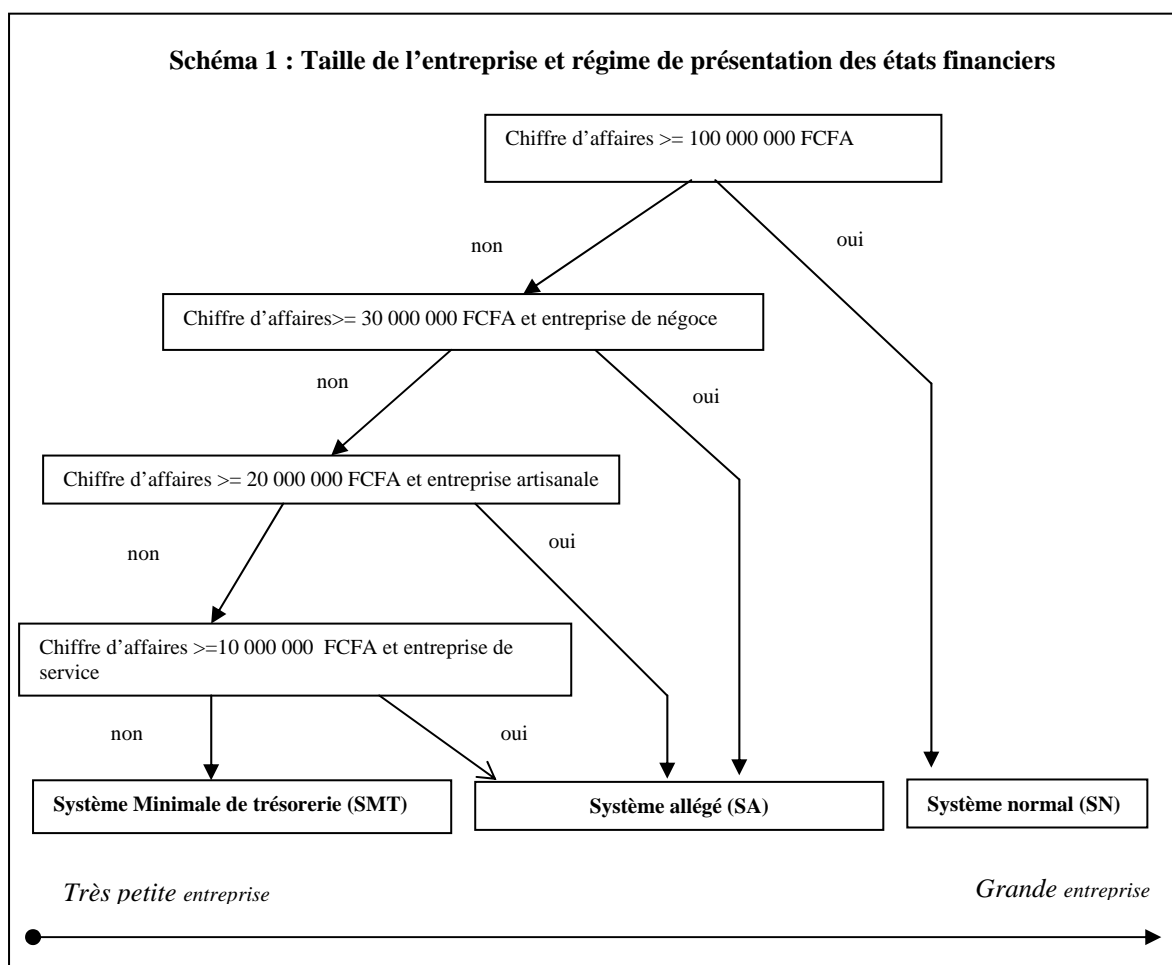 Schéma 1 : Taille de l'entreprise et régime de présentation des états financiers
Chiffre d'affaires >= 100 000 000 FCFA
non
oui
Chiffre d'affaires>= 30 000 000 FCFA et entreprise de négoce
non
oui
Chiffre d'affaires >= 20 000 000 FCFA et entreprise artisanale
non
oui
Chiffre d'affaires >=10 000 000 FCFA et entreprise de
service
non
oui
Système Minimale de trésorerie (SMT)
Système allégé (SA)
Système normal (SN)
Très petite entreprise
Grande entreprise